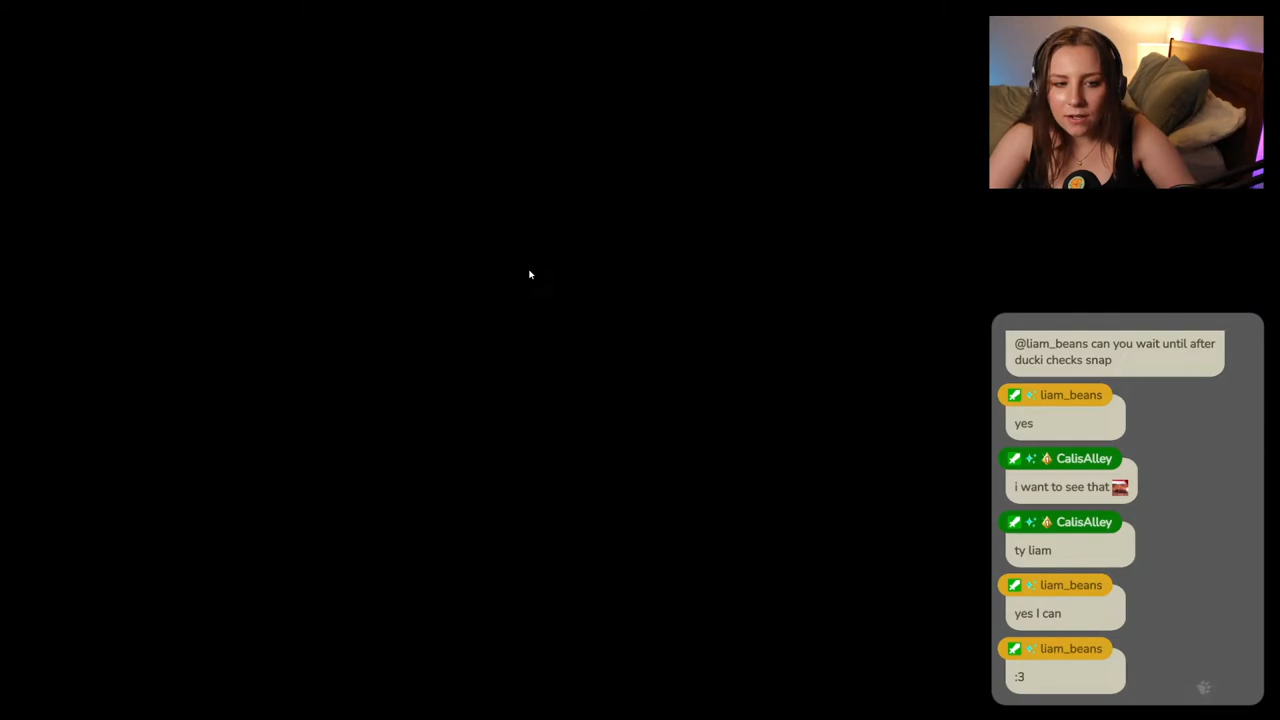 @liam_beans can you wait until after
ducki checks snap
liam_beans
yes
CalisAlley
i want to see that
CalisAlley
ty liam
liam_beans
yes I can
liam_beans
:3